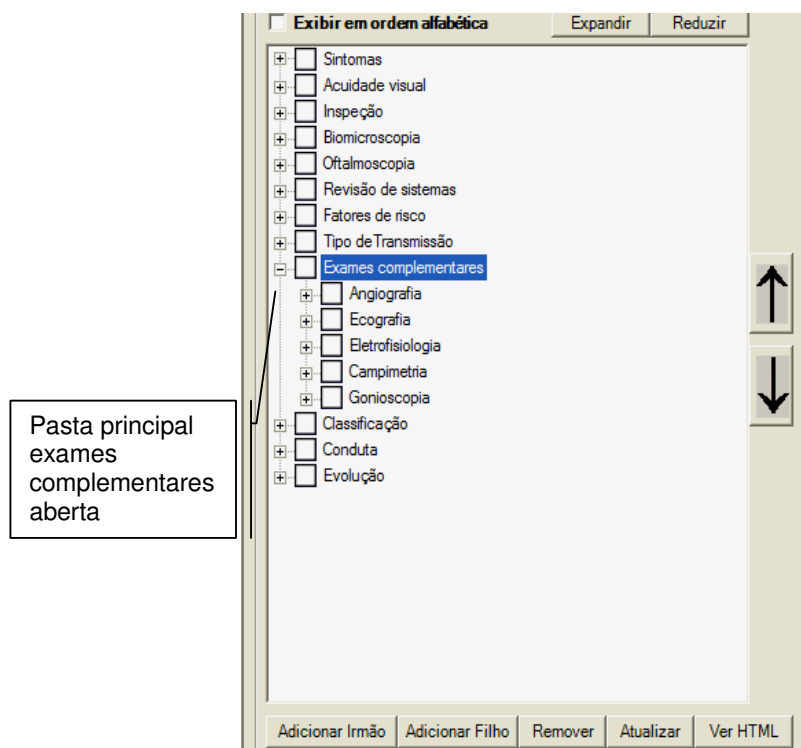 Exibir em ordem alfabética Expandir Reduzir
Sintomas
Acuidade visual
Inspeção
Biomicroscopia
Oftalmoscopia
Revisão de sistemas
Fatores de risco
Tipo de Transmissão
Exames complementares
Angiografia
Ecografia
Eletrofisiologia
Campimetria
Gonioscopia
Classificação
Conduta
Evolução
Pasta principal
exames
complementares
aberta
Adicionar Irmão Adicionar Filho Remover Atualizar Ver HTML